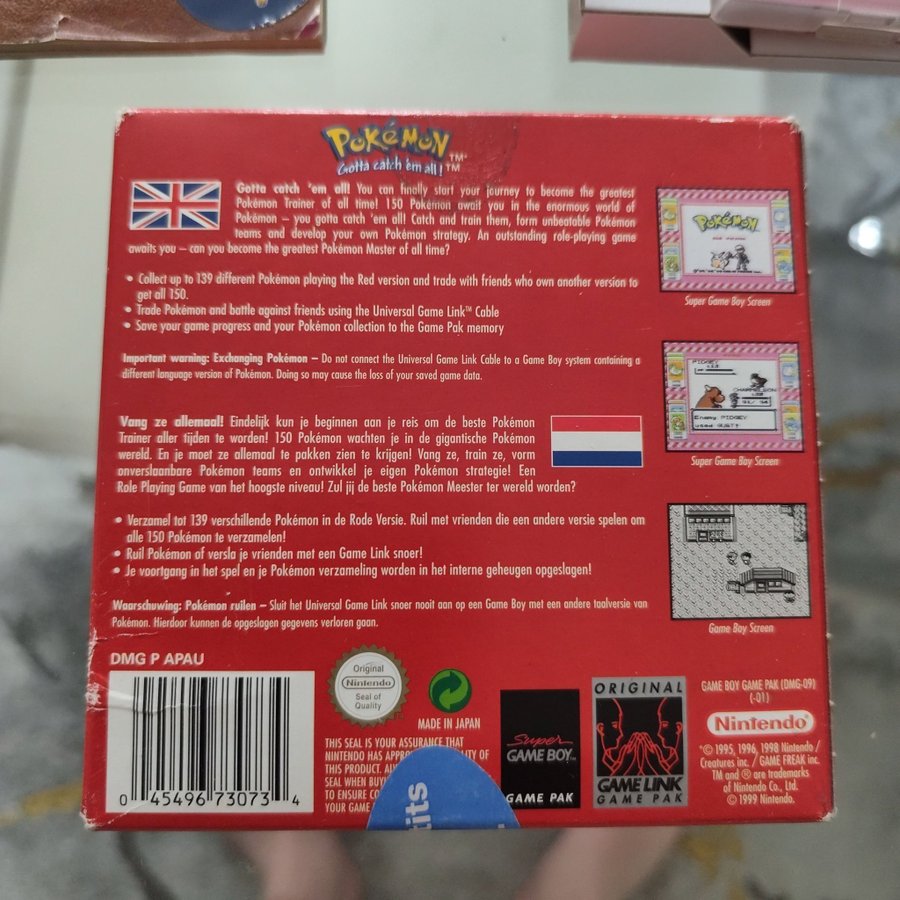 POKéMON™
Gotta catch 'em all!™
Gotta catch 'em all! You can finally start your journey to become the greatest
Pokémon Trainer of all time! 150 Pokémon await you in the enormous world of
Pokémon – you gotta catch 'em all! Catch and train them, form unbeatable Pokémon
teams and develop your own Pokémon strategy. An outstanding role-playing game
awaits you – can you become the greatest Pokémon Master of all time?
• Collect up to 139 different Pokémon playing the Red version and trade with friends who own another version to
get all 150.
• Trade Pokémon and battle against friends using the Universal Game Link™ Cable
• Save your game progress and your Pokémon collection to the Game Pak memory
Important warning: Exchanging Pokémon – Do not connect the Universal Game Link Cable to a Game Boy system containing a
different language version of Pokémon. Doing so may cause the loss of your saved game data.
Vang ze allemaal! Eindelijk kun je beginnen aan je reis om de beste Pokémon
Trainer aller tijden te worden! 150 Pokémon wachten je in de gigantische Pokémon
wereld. En je moet ze allemaal te pakken zien te krijgen! Vang ze, train ze, vorm
onverslaanbare Pokémon teams en ontwikkel je eigen Pokémon strategie! Een
Role Playing Game van het hoogste niveau! Zul jij de beste Pokémon Meester ter wereld worden?
• Verzamel tot 139 verschillende Pokémon in de Rode Versie. Ruil met vrienden die een andere versie spelen om
alle 150 Pokémon te verzamelen!
• Ruil Pokémon of versla je vrienden met een Game Link snoer!
• Je voortgang in het spel en je Pokémon verzameling worden in het interne geheugen opgeslagen!
Waarschuwing: Pokémon ruilen – Sluit het Universal Game Link snoer nooit aan op een Game Boy met een andere taalversie van
Pokémon. Hierdoor kunnen de opgeslagen gegevens verloren gaan.
POKéMON
Super Game Boy Screen
PIDGEY
CHARMELEON
Enemy PIDGEY
used GUST!
Super Game Boy Screen
Game Boy Screen
DMG P APAU
0 45496 73073 4
Original
Nintendo
Seal of
Quality
MADE IN JAPAN
THIS SEAL IS YOUR ASSURANCE THAT
NINTENDO HAS OF
THIS PRODUCT.
SEAL WHEN
TO ENSURE
YOUR GAME
tits
Super
GAME BOY™
GAME PAK
ORIGINAL
GAME LINK
GAME PAK
GAME BOY GAME PAK (DMG-09)
(-01)
Nintendo®
"© 1995, 1996, 1998 Nintendo /
Creatures inc. / GAME FREAK inc.
TM and ® are trademarks
of Nintendo Co., Ltd.
© 1999 Nintendo.